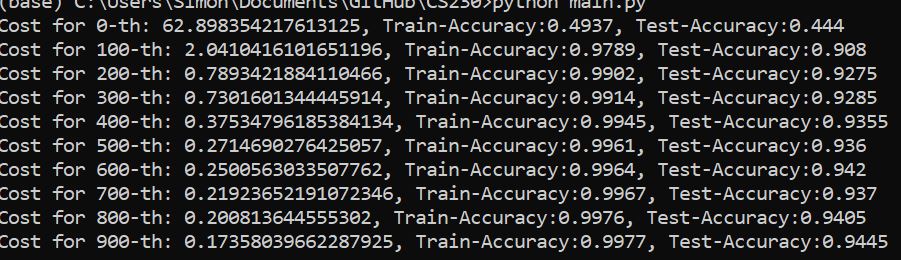 (base) C:\Users\Simon\Documents\GitHub\CS230>python main.py
Cost for 0-th: 62.898354217613125, Train-Accuracy:0.4937, Test-Accuracy:0.444
Cost for 100-th: 2.0410416101651196, Train-Accuracy:0.9789, Test-Accuracy:0.908
Cost for 200-th: 0.7893421884110466, Train-Accuracy:0.9902, Test-Accuracy:0.9275
Cost for 300-th: 0.7301601344445914, Train-Accuracy:0.9914, Test-Accuracy:0.9285
Cost for 400-th: 0.37534796185384134, Train-Accuracy:0.9945, Test-Accuracy:0.9355
Cost for 500-th: 0.2714690276425057, Train-Accuracy:0.9961, Test-Accuracy:0.936
Cost for 600-th: 0.2500563033507762, Train-Accuracy:0.9964, Test-Accuracy:0.942
Cost for 700-th: 0.21923652191072346, Train-Accuracy:0.9967, Test-Accuracy:0.937
Cost for 800-th: 0.200813644555302, Train-Accuracy:0.9976, Test-Accuracy:0.9405
Cost for 900-th: 0.17358039662287925, Train-Accuracy:0.9977, Test-Accuracy:0.9445